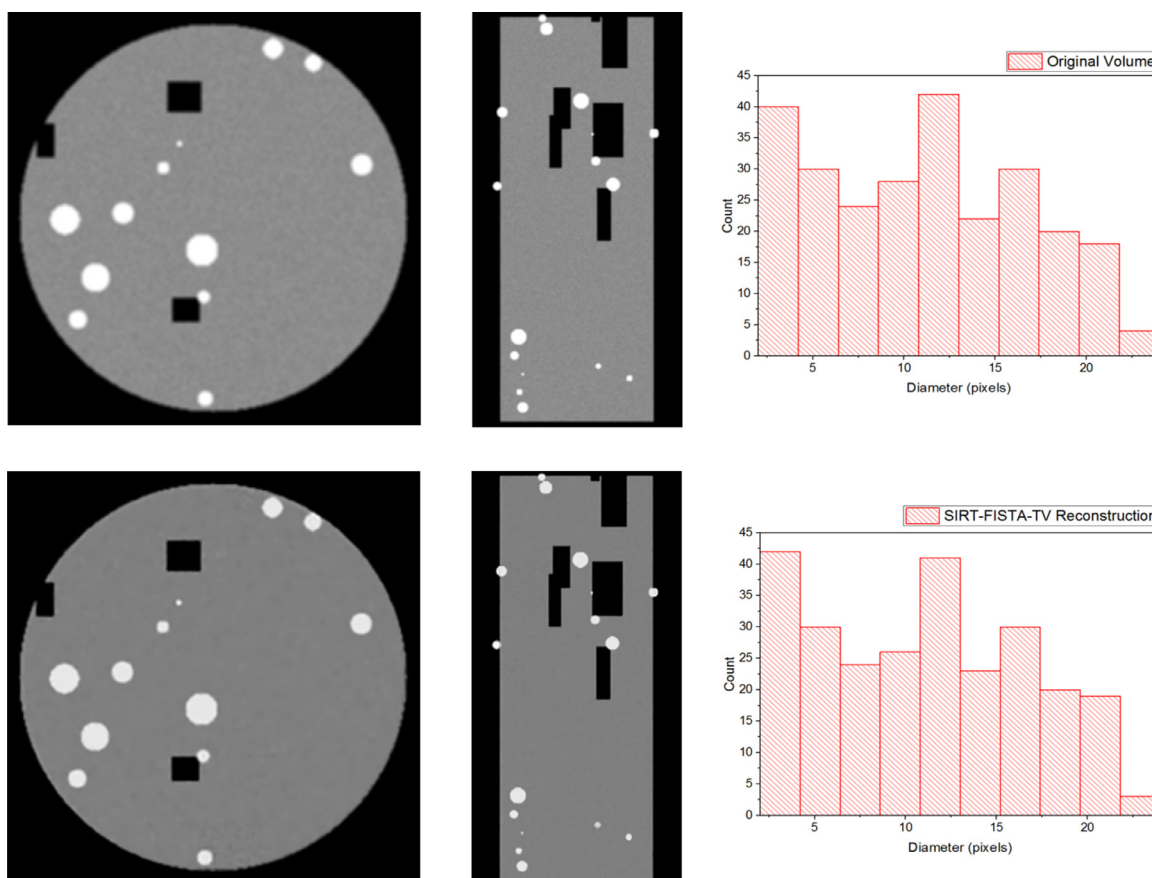 Original Volume
45
40
35
30
25
20
15
10
5
0
Count
5 10 15 20
Diameter (pixels)
SIRT-FISTA-TV Reconstruction
45
40
35
30
25
20
15
10
5
0
Count
5 10 15 20
Diameter (pixels)